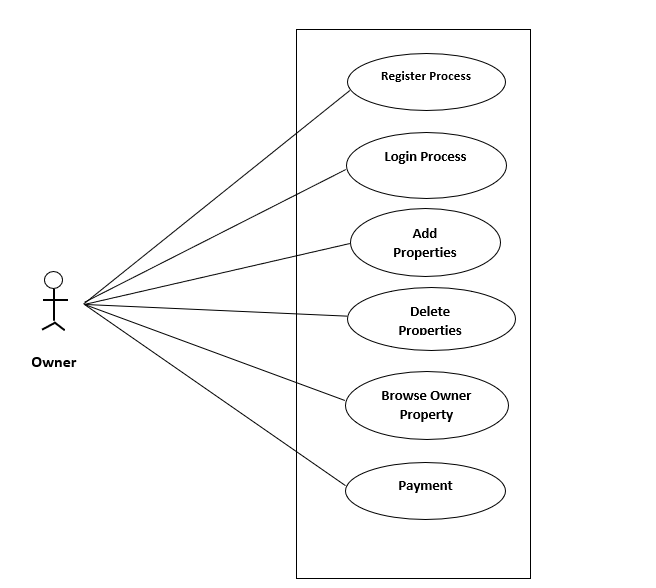 Register Process
Login Process
Add
Properties
Delete
Properties
Owner
Browse Owner
Property
Payment